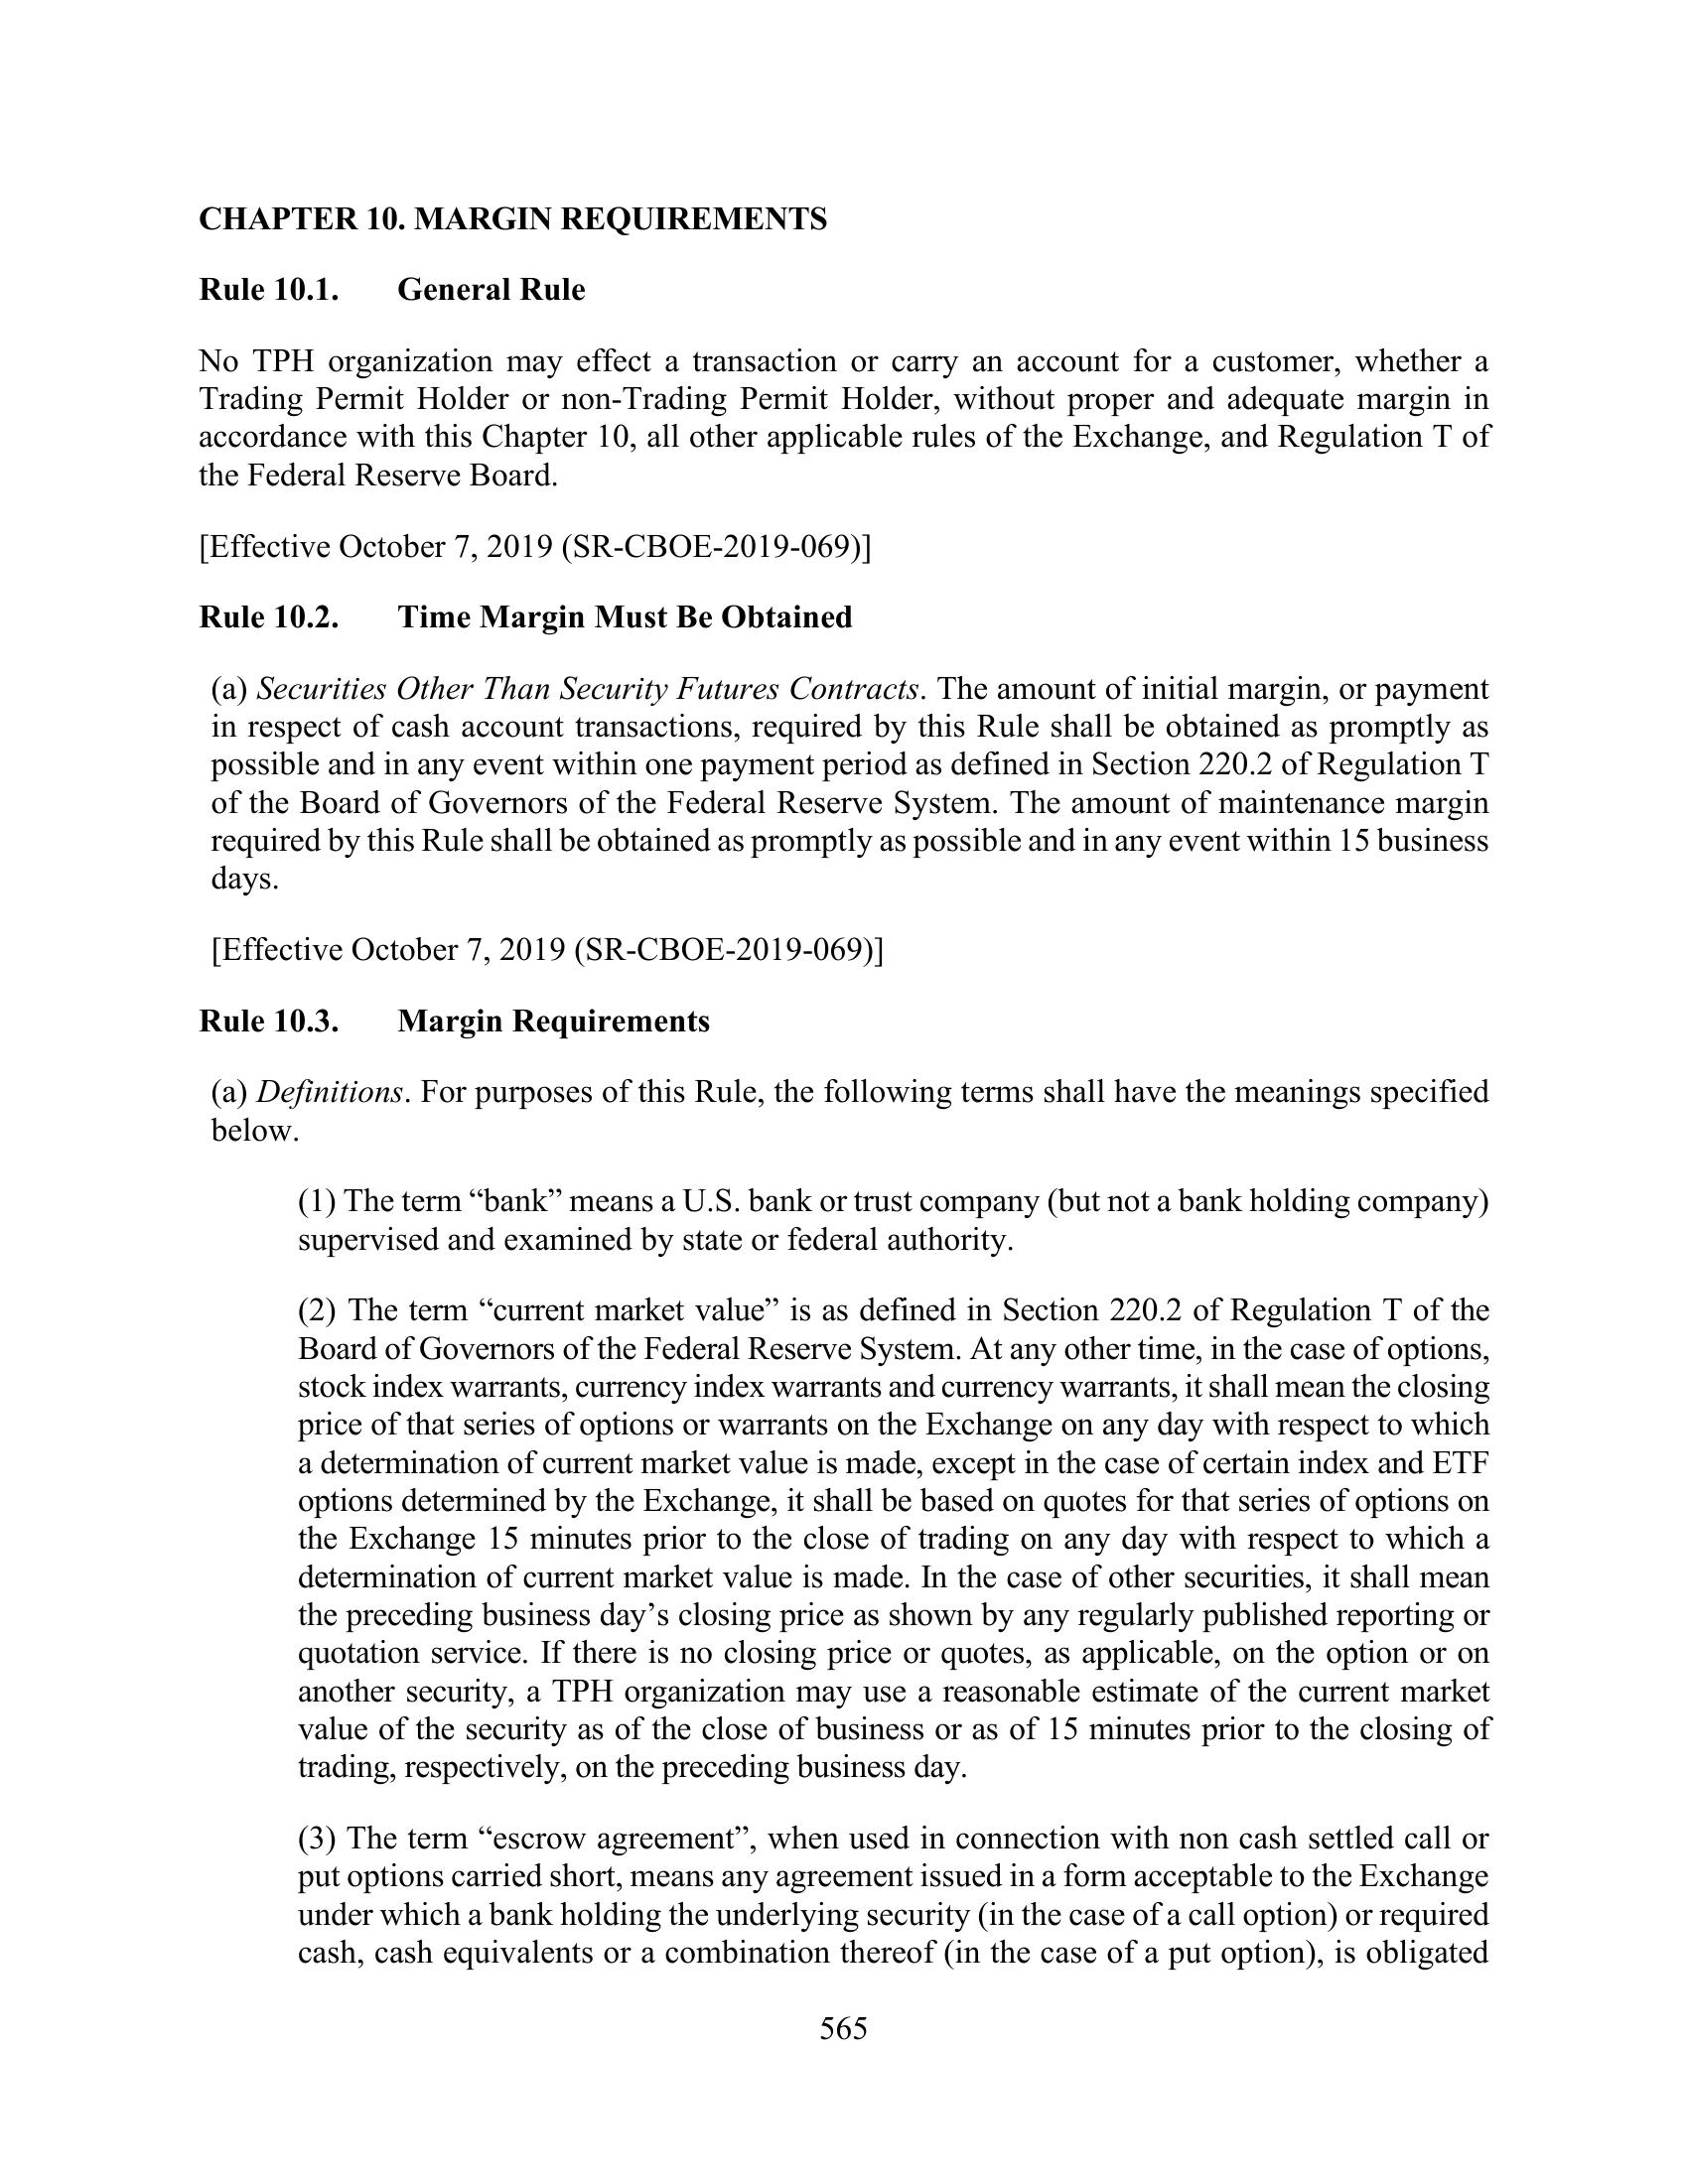 CHAPTER 10. MARGIN REQUIREMENTS
Rule 10.1. General Rule
No TPH organization may effect a transaction or carry an account for a customer, whether a
Trading Permit Holder or non-Trading Permit Holder, without proper and adequate margin in
accordance with this Chapter 10, all other applicable rules of the Exchange, and Regulation T of
the Federal Reserve Board.
[Effective October 7, 2019 (SR-CBOE-2019-069)]
Rule 10.2. Time Margin Must Be Obtained
(a) Securities Other Than Security Futures Contracts. The amount of initial margin, or payment
in respect of cash account transactions, required by this Rule shall be obtained as promptly as
possible and in any event within one payment period as defined in Section 220.2 of Regulation T
of the Board of Governors of the Federal Reserve System. The amount of maintenance margin
required by this Rule shall be obtained as promptly as possible and in any event within 15 business
days.
[Effective October 7, 2019 (SR-CBOE-2019-069)]
Rule 10.3. Margin Requirements
(a) Definitions. For purposes of this Rule, the following terms shall have the meanings specified
below.
(1) The term “bank” means a U.S. bank or trust company (but not a bank holding company)
supervised and examined by state or federal authority.
(2) The term “current market value” is as defined in Section 220.2 of Regulation T of the
Board of Governors of the Federal Reserve System. At any other time, in the case of options,
stock index warrants, currency index warrants and currency warrants, it shall mean the closing
price of that series of options or warrants on the Exchange on any day with respect to which
a determination of current market value is made, except in the case of certain index and ETF
options determined by the Exchange, it shall be based on quotes for that series of options on
the Exchange 15 minutes prior to the close of trading on any day with respect to which a
determination of current market value is made. In the case of other securities, it shall mean
the preceding business day’s closing price as shown by any regularly published reporting or
quotation service. If there is no closing price or quotes, as applicable, on the option or on
another security, a TPH organization may use a reasonable estimate of the current market
value of the security as of the close of business or as of 15 minutes prior to the closing of
trading, respectively, on the preceding business day.
(3) The term “escrow agreement”, when used in connection with non cash settled call or
put options carried short, means any agreement issued in a form acceptable to the Exchange
under which a bank holding the underlying security (in the case of a call option) or required
cash, cash equivalents or a combination thereof (in the case of a put option), is obligated
565